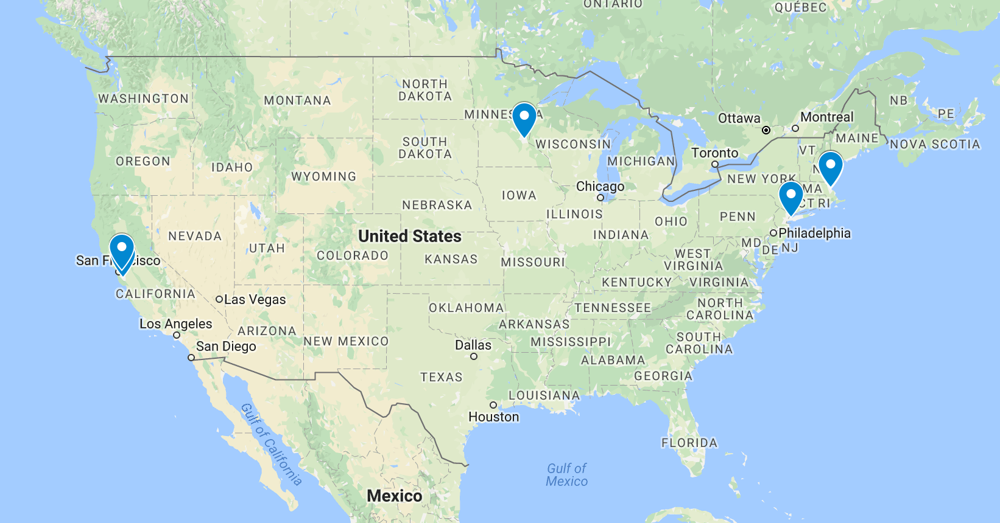 ONTARIO
QUÉBEC
NORTH
DAKOTA
WASHINGTON
MONTANA
NB
MINNES A
Ottawa
Montreal
PE
SOUTH
DAKOTA
WISCONSIN
MAINE
NOVA SCOTIA
VT
Toronto
OREGON
IDAHO
MICHIGAN
N
WYOMING
NEW YORK
Chicago
MA
IOWA
NEBRASKA
CT RI
ILLINOIS
OHIO
PENN
United States
NEVADA
INDIANA
Philadelphia
UTAH
COLORADO
MD
DE
NJ
San F cisco
KANSAS
MISSOURI
WEST
VIRGINIA
CALIFORNIA
KENTUCKY
VIRGINIA
Las Vegas
OKLAHOMA
TENNESSEE
NORTH
CAROLINA
Los Angeles
ARIZONA
NEW MEXICO
ARKANSAS
San Diego
Dallas
MISSISSIPPI
SOUTH
CAROLINA
ALABAMA
TEXAS
GEORGIA
LOUISIANA
Houston
Gulf of California
FLORIDA
Gulf of
Mexico
Mexico